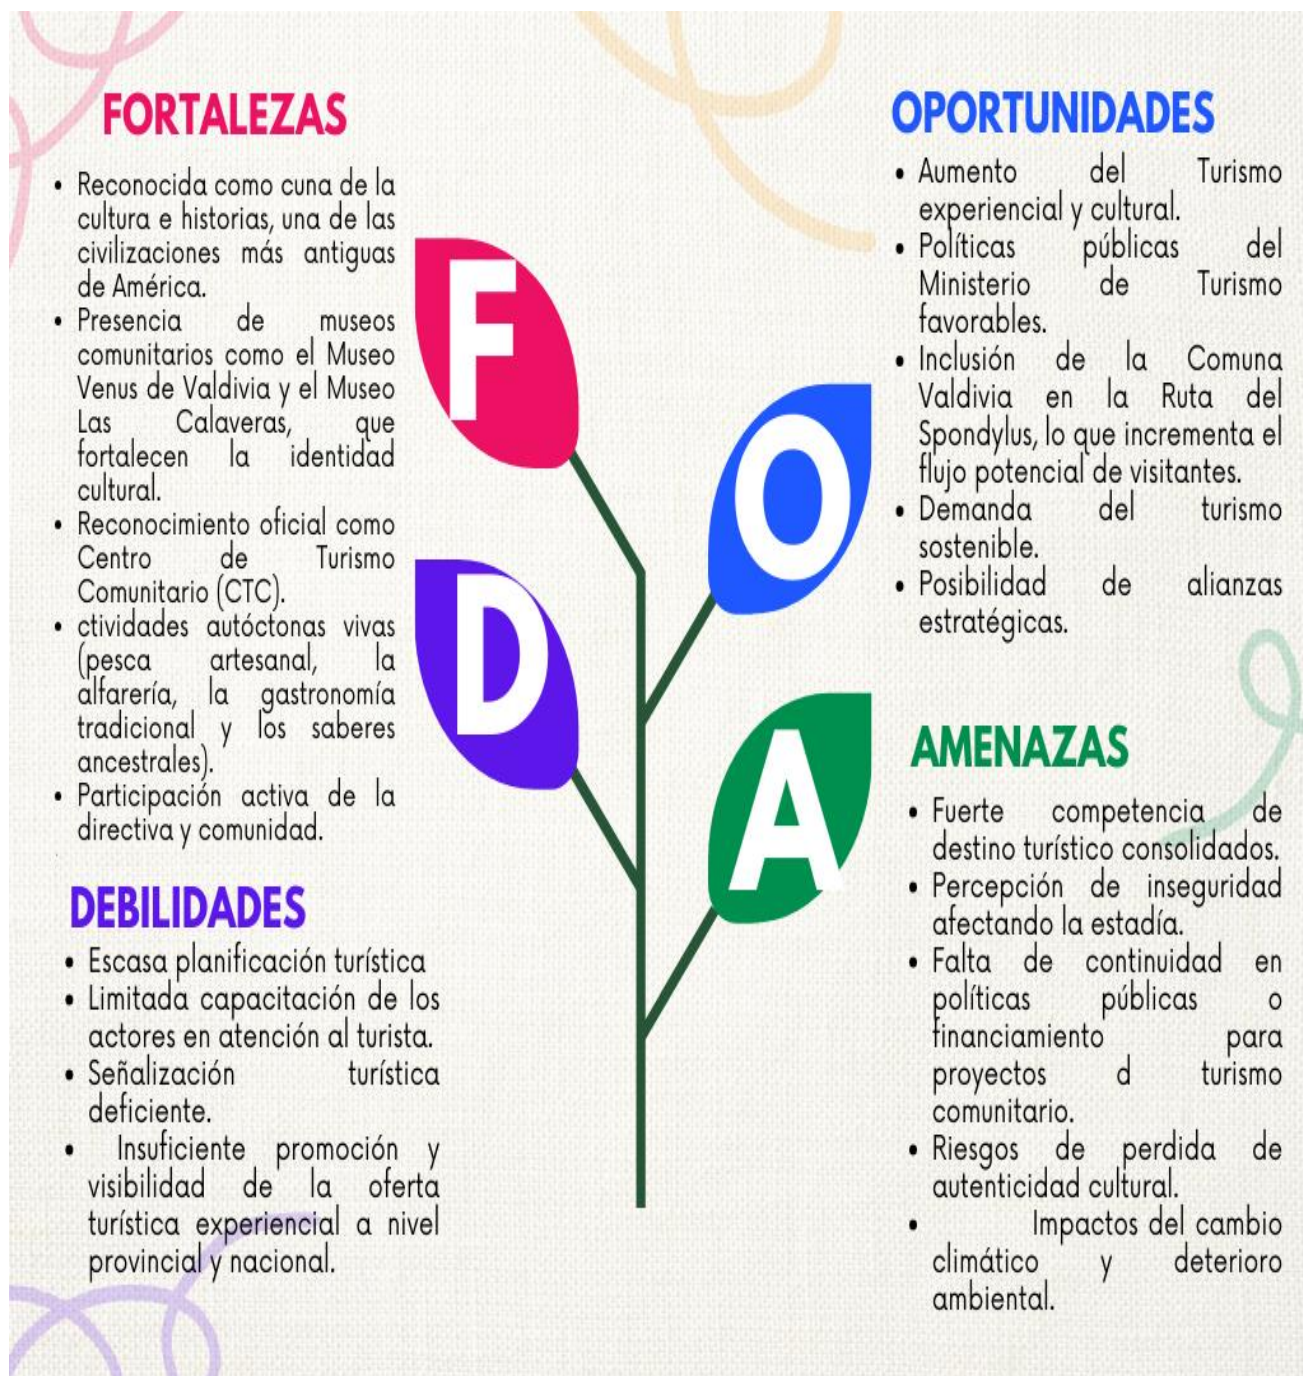 FORTALEZAS
• Reconocida como cuna de la
cultura e historias, una de las
civilizaciones más antiguas
de América.
• Presencia de museos
comunitarios como el Museo
Venus de Valdivia y el Museo
Las Calaveras, que
fortalecen la identidad
cultural.
• Reconocimiento oficial como
Centro de Turismo
Comunitario (CTC).
• ctividades autóctonas vivas
(pesca artesanal, la
alfarería, la gastronomía
tradicional y los saberes
ancestrales).
• Participación activa de la
directiva y comunidad.
DEBILIDADES
• Escasa planificación turística
• Limitada capacitación de los
actores en atención al turista.
• Señalización turística
deficiente.
• Insuficiente promoción y
visibilidad de la oferta
turística experiencial a nivel
provincial y nacional.
F
O
D
A
OPORTUNIDADES
• Aumento del Turismo
experiencial y cultural.
• Políticas públicas del
Ministerio de Turismo
favorables.
• Inclusión de la Comuna
Valdivia en la Ruta del
Spondylus, lo que incrementa el
flujo potencial de visitantes.
• Demanda del turismo
sostenible.
• Posibilidad de alianzas
estratégicas.
AMENAZAS
• Fuerte competencia de
destino turístico consolidados.
• Percepción de inseguridad
afectando la estadía.
• Falta de continuidad en
políticas públicas o
financiamiento para
proyectos d turismo
comunitario.
• Riesgos de perdida de
autenticidad cultural.
• Impactos del cambio
climático y deterioro
ambiental.